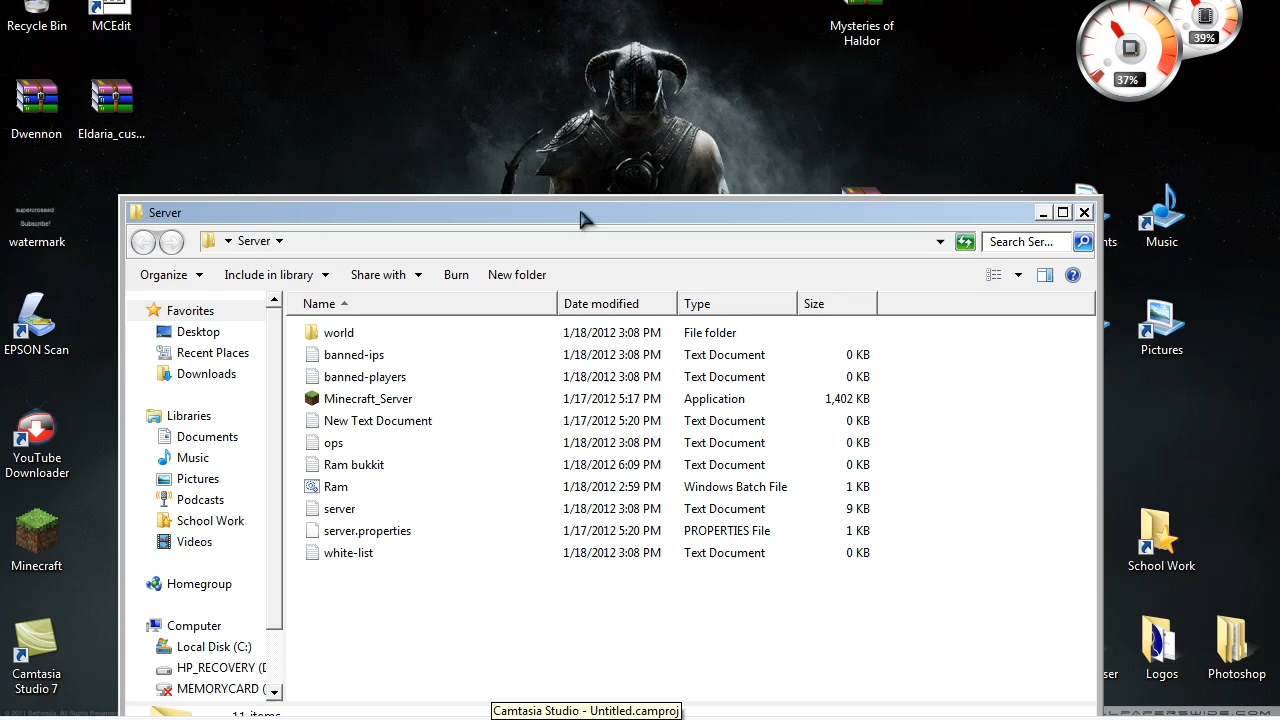 Recycle Bin
MCEdit
Mysteries of
Haldor
39%
37%
Dwennon
Eldaria_cus...
supercrossed
Subscribe!
watermark
Server
Music
Server
Search Ser...
Organize
Include in library
Share with
Burn
New folder
Name
Date modified
Type
Size
Favorites
Desktop
Recent Places
Downloads
Libraries
Documents
Music
Pictures
Podcasts
School Work
Videos
Homegroup
Computer
Local Disk (C:)
HP_RECOVERY (D
MEMORYCARD (
world 1/18/2012 3:08 PM File folder
banned-ips 1/18/2012 3:08 PM Text Document 0 KB
banned-players 1/18/2012 3:08 PM Text Document 0 KB
Minecraft_Server 1/17/2012 5:17 PM Application 1,402 KB
New Text Document 1/17/2012 5:20 PM Text Document 0 KB
ops 1/18/2012 3:08 PM Text Document 0 KB
Ram bukkit 1/18/2012 6:09 PM Text Document 0 KB
Ram 1/18/2012 2:59 PM Windows Batch File 1 KB
server 1/18/2012 3:08 PM Text Document 9 KB
server.properties 1/17/2012 5:20 PM PROPERTIES File 1 KB
white-list 1/18/2012 3:08 PM Text Document 0 KB
11 items
EPSON Scan
Pictures
YouTube
Downloader
Minecraft
School Work
Camtasia
Studio 7
Logos
Photoshop
nts
ser
Camtasia Studio - Untitled.camproj